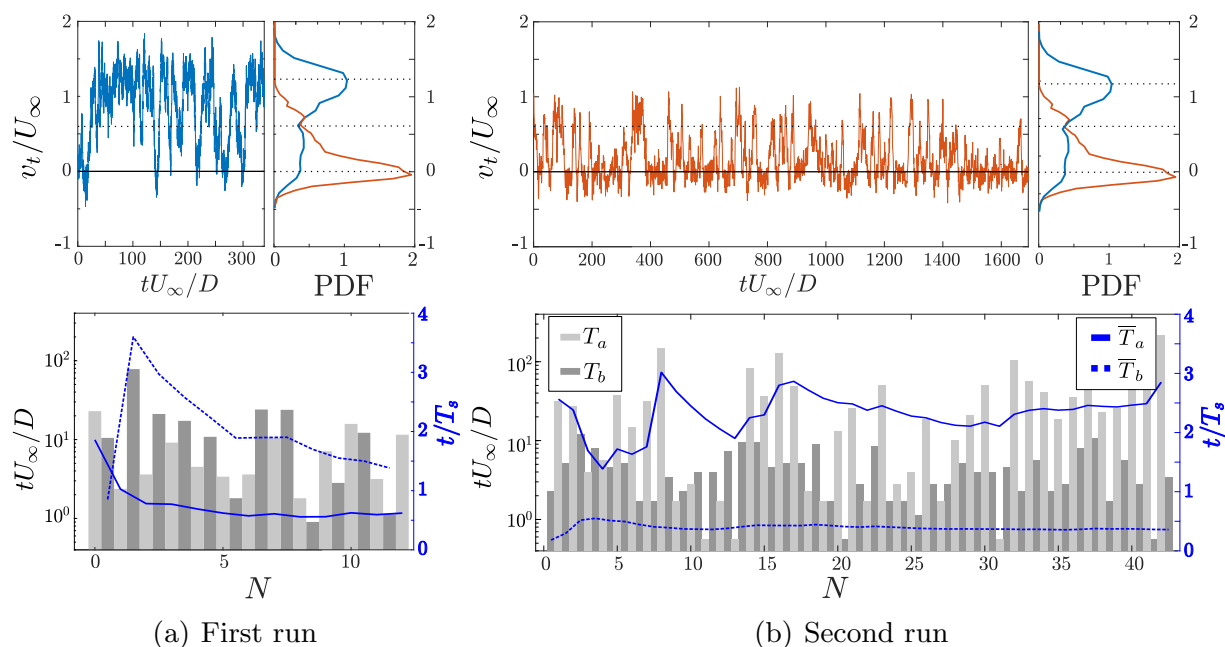 2
1
0
-1
v_t/U_∞
0 100 200 300
tU_∞/D
2
1
0
-1
0 1 2
PDF
2
1
0
-1
v_t/U_∞
0 200 400 600 800 1000 1200 1400 1600
tU_∞/D
2
1
0
-1
0 1 2
PDF
10^2
10^1
10^0
tU_∞/D
0 5 10
N
4
3
2
1
0
t/T_s
(a) First run
10^2
10^1
10^0
tU_∞/D
T_a
T_b
T̅_a
T̅_b
0 5 10 15 20 25 30 35 40
N
4
3
2
1
0
t/T_s
(b) Second run